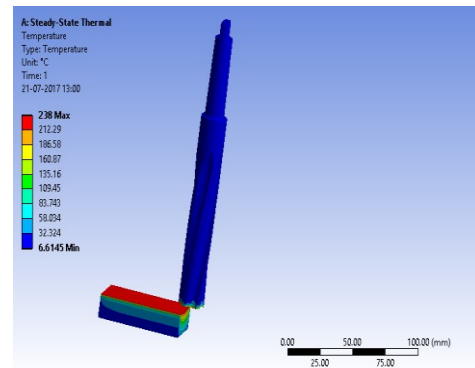 A: Steady-State Thermal
Temperature
Type: Temperature
Unit: °C
Time: 1
21-07-2017 13:00
238 Max
212.29
186.58
160.87
135.16
109.45
83.743
58.034
32.324
6.6145 Min
0.00 50.00 100.00 (mm)
25.00 75.00